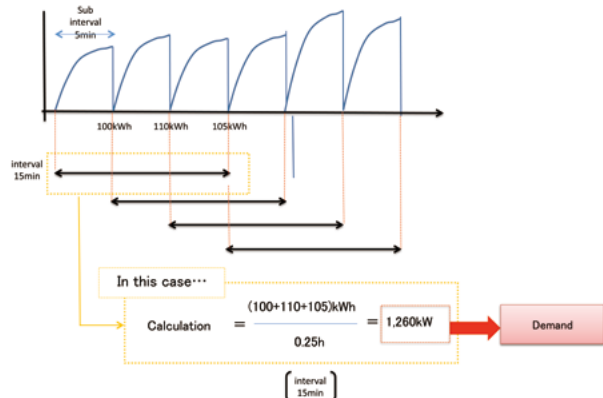 Sub
interval
5min
100kWh 110kWh 105kWh
interval
15min
In this case…
Calculation = (100+110+105)kWh
0.25h
= 1,260kW
Demand
interval
15min